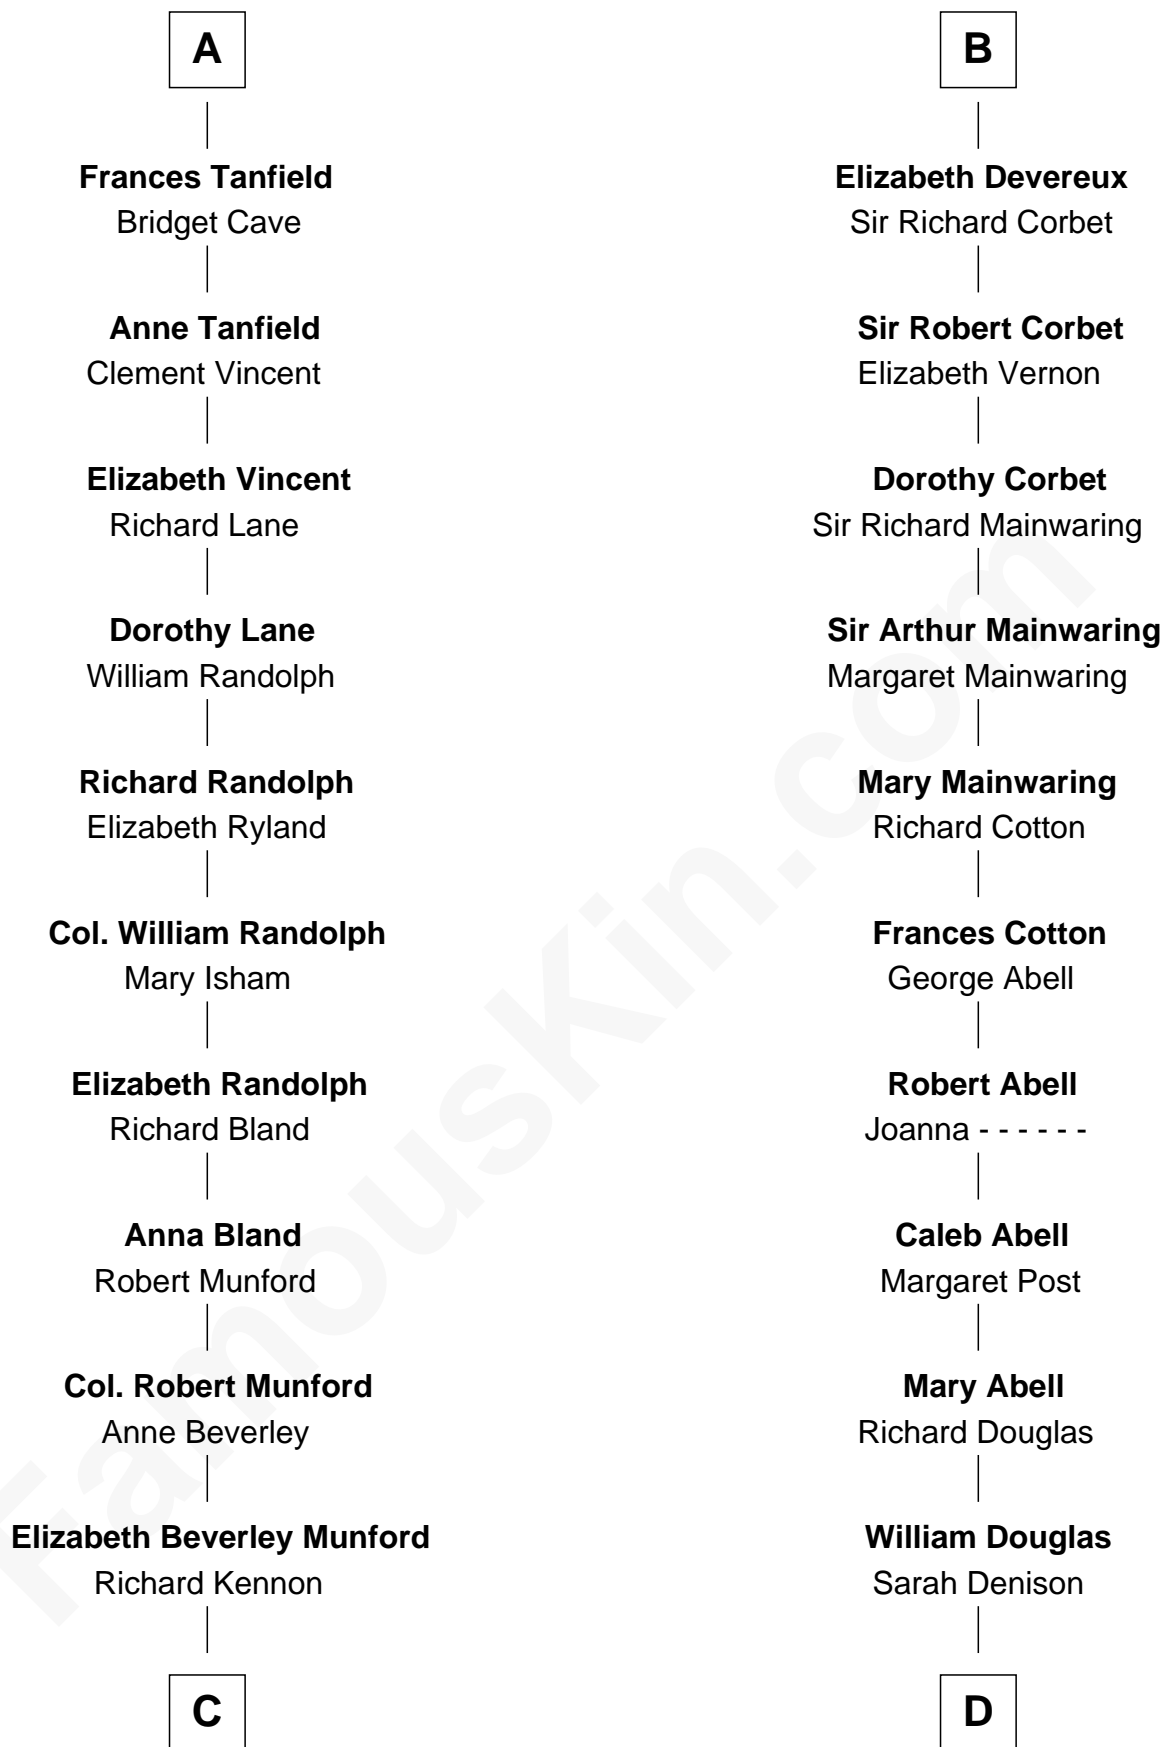 A
Frances Tanfield
Bridget Cave
Anne Tanfield
Clement Vincent
Elizabeth Vincent
Richard Lane
Dorothy Lane
William Randolph
Richard Randolph
Elizabeth Ryland
Col. William Randolph
Mary Isham
Elizabeth Randolph
Richard Bland
Anna Bland
Robert Munford
Col. Robert Munford
Anne Beverley
Elizabeth Beverley Munford
Richard Kennon
C
B
Elizabeth Devereux
Sir Richard Corbet
Sir Robert Corbet
Elizabeth Vernon
Dorothy Corbet
Sir Richard Mainwaring
Sir Arthur Mainwaring
Margaret Mainwaring
Mary Mainwaring
Richard Cotton
Frances Cotton
George Abell
Robert Abell
Joanna - - - - - -
Caleb Abell
Margaret Post
Mary Abell
Richard Douglas
William Douglas
Sarah Denison
D
FamousKin.com